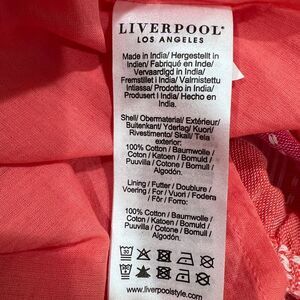 LIVERPOOL
LOS ANGELES
Made in India/ Hergestellt in
Indien/ Fabriqué en Inde/
Vervaardigd in India/
Fremstillet i India/ Valmistettu
Intiassa/ Prodotto in India/
Produsert i India/ Hecho en
India.
Shell/ Obermaterial/ Extérieur/
Buitenkant/ Yderlag/ Kuori/
Rivestimento/ Skall/ Tela
exterior:
100% Cotton / Baumwolle/
Coton / Katoen / Bomuld /
Puuvilla / Cotone / Bomull /
Algodón.
Lining / Futter / Doublure /
Voering / För / Vuori / Fodera
/ Fôr / Forro:
100% Cotton / Baumwolle /
Coton / Katoen / Bomuld /
Puuvilla / Cotone / Bomull /
Algodón.
www.liverpoolstyle.com